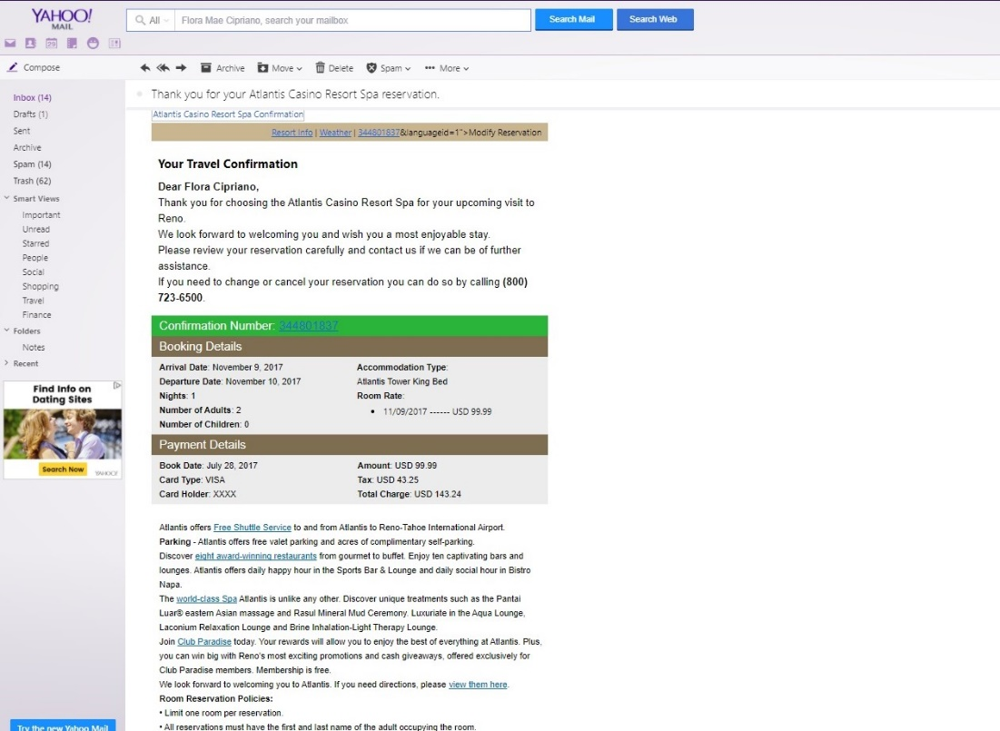 YAHOO!
MAIL
All
Flora Mae Cipriano, search your mailbox
Search Mail
Search Web
Compose
Archive
Move
Delete
Spam
More
Inbox (14)
Drafts (1)
Sent
Archive
Spam (14)
Trash (62)
Smart Views
Important
Unread
Starred
People
Social
Shopping
Travel
Finance
Folders
Notes
Recent
Find Info on
Dating Sites
Search Now
YAHOO!
Try the new Yahoo Mail
Thank you for your Atlantis Casino Resort Spa reservation.
Atlantis Casino Resort Spa Confirmation
Resort Info | Weather | 344801837&languageid=1">Modify Reservation
Your Travel Confirmation
Dear Flora Cipriano,
Thank you for choosing the Atlantis Casino Resort Spa for your upcoming visit to
Reno.
We look forward to welcoming you and wish you a most enjoyable stay.
Please review your reservation carefully and contact us if we can be of further
assistance.
If you need to change or cancel your reservation you can do so by calling (800)
723-6500.
Confirmation Number: 344801837
Booking Details
Arrival Date: November 9, 2017
Departure Date: November 10, 2017
Nights: 1
Number of Adults: 2
Number of Children: 0
Accommodation Type:
Atlantis Tower King Bed
Room Rate:
• 11/09/2017 ------ USD 99.99
Payment Details
Book Date: July 28, 2017
Card Type: VISA
Card Holder: XXXX
Amount: USD 99.99
Tax: USD 43.25
Total Charge: USD 143.24
Atlantis offers Free Shuttle Service to and from Atlantis to Reno-Tahoe International Airport.
Parking - Atlantis offers free valet parking and acres of complimentary self-parking.
Discover eight award-winning restaurants from gourmet to buffet. Enjoy ten captivating bars and
lounges. Atlantis offers daily happy hour in the Sports Bar & Lounge and daily social hour in Bistro
Napa.
The world-class Spa Atlantis is unlike any other. Discover unique treatments such as the Pantai
Luar® eastern Asian massage and Rasul Mineral Mud Ceremony. Luxuriate in the Aqua Lounge,
Laconium Relaxation Lounge and Brine Inhalation-Light Therapy Lounge.
Join Club Paradise today. Your rewards will allow you to enjoy the best of everything at Atlantis. Plus,
you can win big with Reno's most exciting promotions and cash giveaways, offered exclusively for
Club Paradise members. Membership is free.
We look forward to welcoming you to Atlantis. If you need directions, please view them here.
Room Reservation Policies:
• Limit one room per reservation.
• All reservations must have the first and last name of the adult occupying the room.